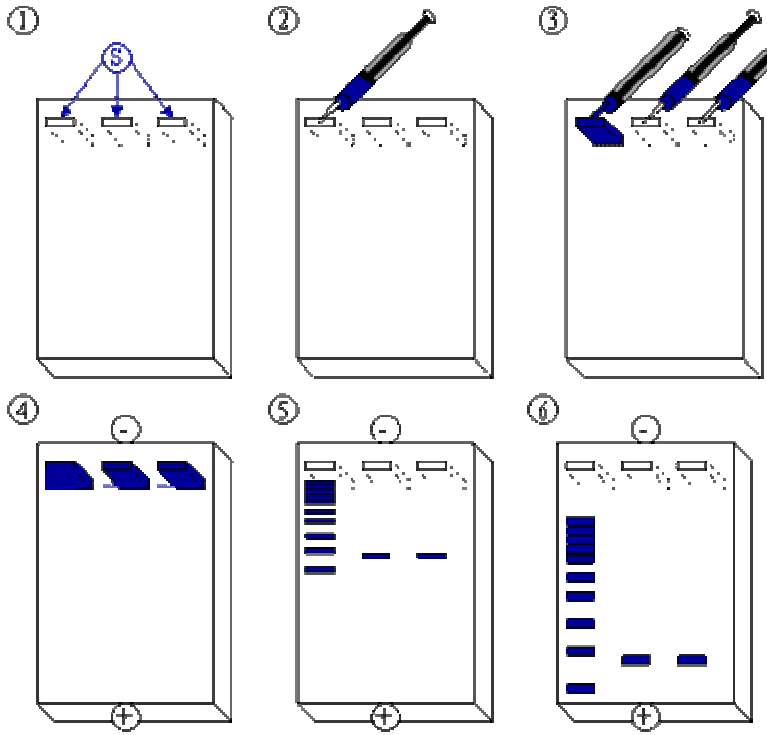 ① ② ③
S
④ ⑤ ⑥
- - -
+ + +